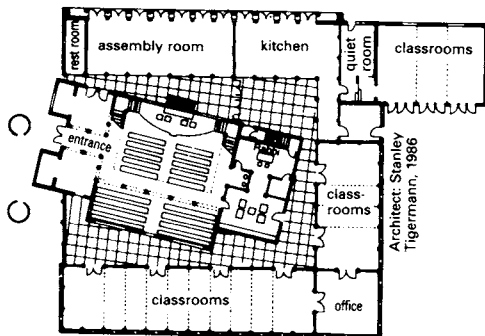 rest room
assembly room
kitchen
quiet
room
classrooms
entrance
class-
rooms
Architect: Stanley
Tigermann, 1986
classrooms
office